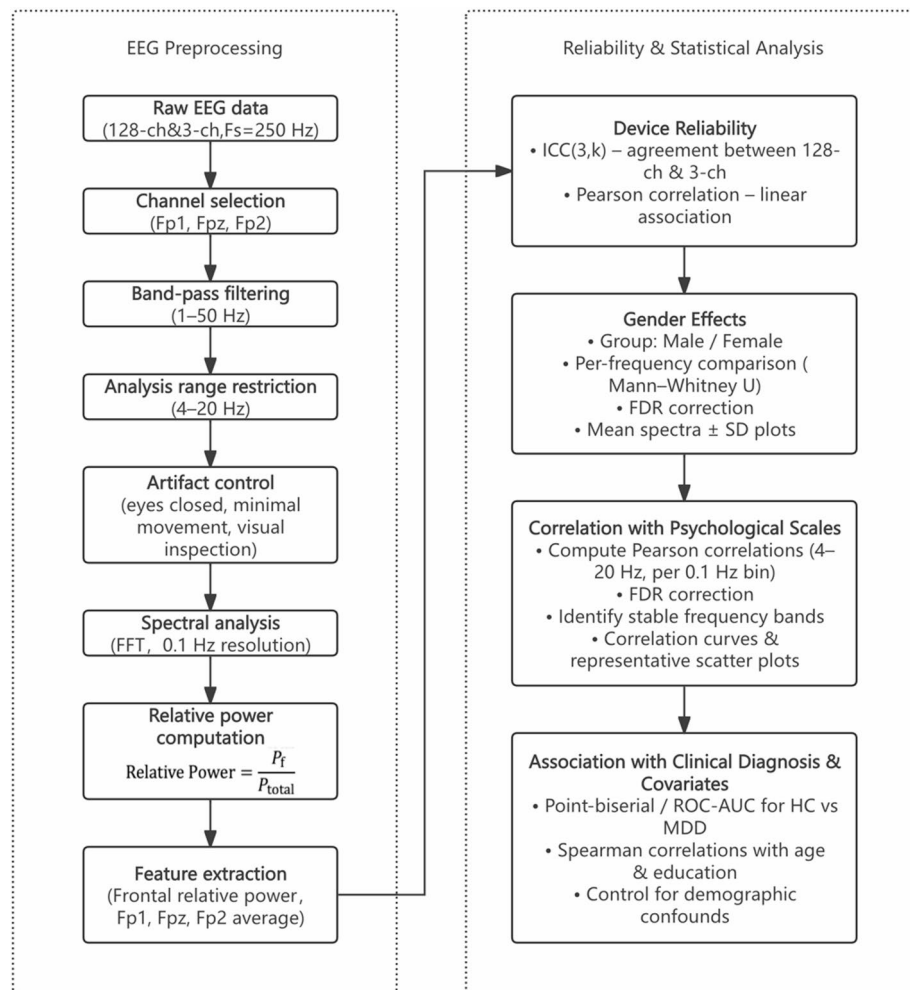 EEG Preprocessing
Raw EEG data
(128-ch&3-ch,Fs=250 Hz)
Channel selection
(Fp1, Fpz, Fp2)
Band-pass filtering
(1–50 Hz)
Analysis range restriction
(4–20 Hz)
Artifact control
(eyes closed, minimal
movement, visual
inspection)
Spectral analysis
(FFT, 0.1 Hz resolution)
Relative power
computation
Relative Power = P_f / P_total
Feature extraction
(Frontal relative power,
Fp1, Fpz, Fp2 average)
Reliability & Statistical Analysis
Device Reliability
• ICC(3,k) – agreement between 128-
ch & 3-ch
• Pearson correlation – linear
association
Gender Effects
• Group: Male / Female
• Per-frequency comparison (
Mann–Whitney U)
• FDR correction
• Mean spectra ± SD plots
Correlation with Psychological Scales
• Compute Pearson correlations (4–
20 Hz, per 0.1 Hz bin)
• FDR correction
• Identify stable frequency bands
• Correlation curves &
representative scatter plots
Association with Clinical Diagnosis &
Covariates
• Point-biserial / ROC-AUC for HC vs
MDD
• Spearman correlations with age
& education
• Control for demographic
confounds